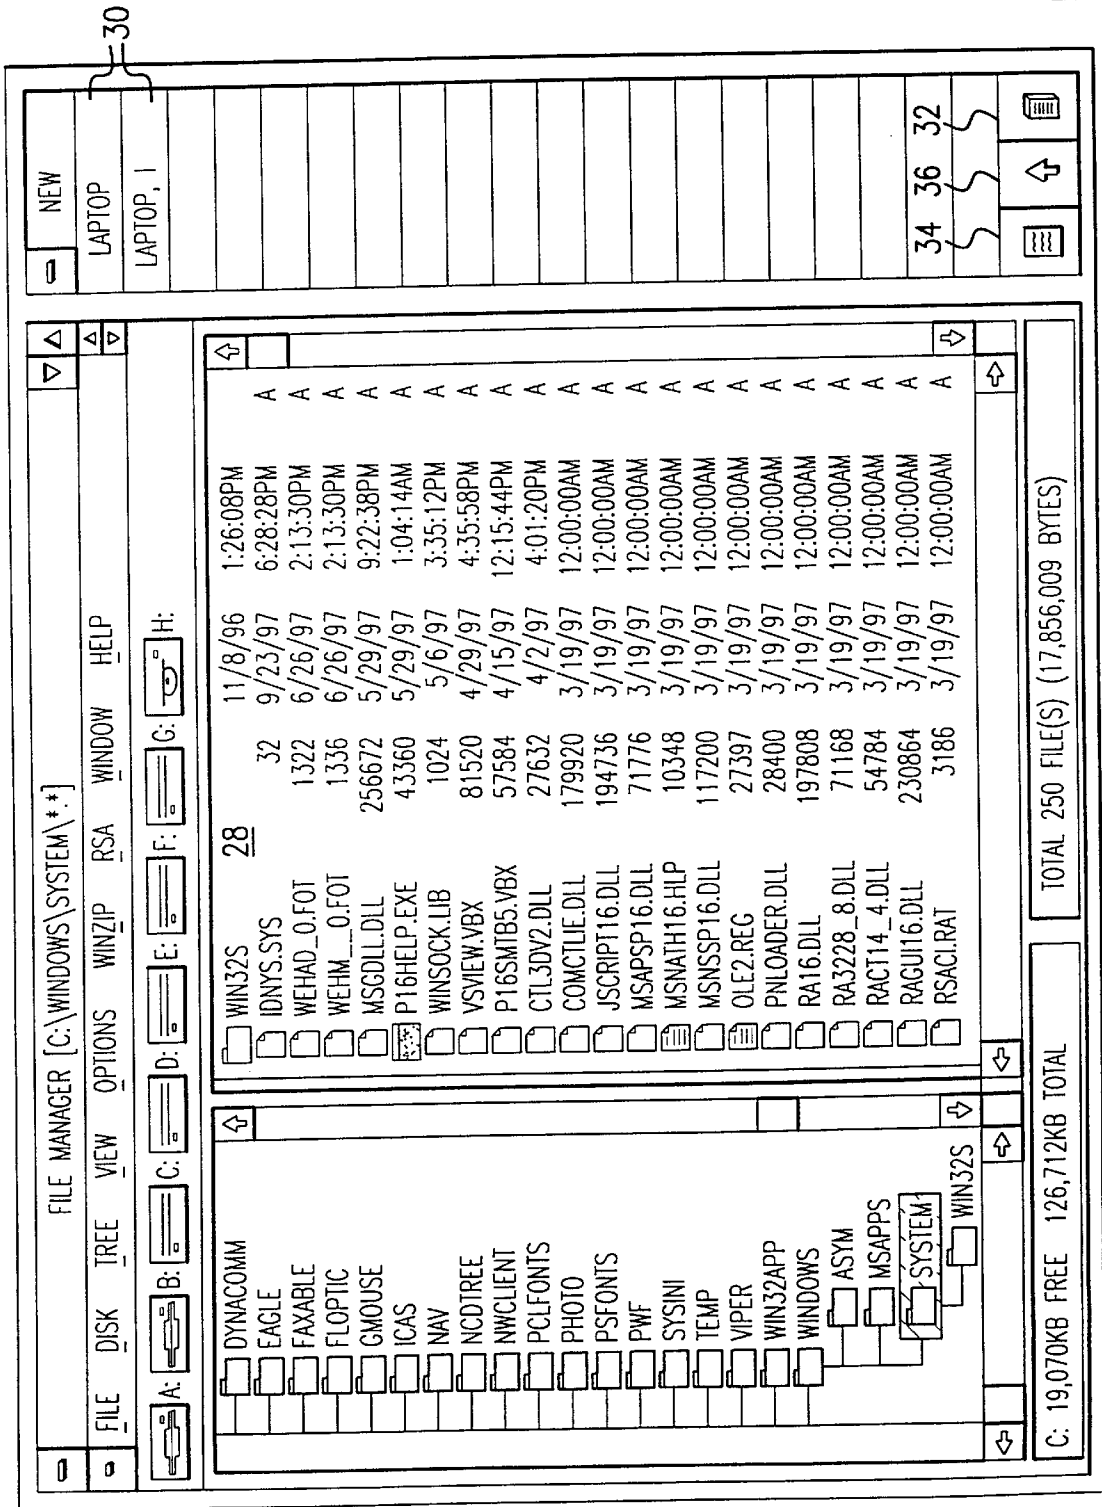 FILE MANAGER [C:\WINDOWS\SYSTEM\*.*]
FILE DISK TREE VIEW OPTIONS WINZIP RSA WINDOW HELP
A: B: C: D: E: F: G: H:
DYNACOMM
EAGLE
FAXABLE
FLOPTIC
GMOUSE
ICAS
NAV
NCDTREE
NWCLIENT
PCLFONTS
PHOTO
PSFONTS
PWF
SYSINI
TEMP
VIPER
WIN32APP
WINDOWS
ASYM
MSAPPS
SYSTEM
WIN32S
28
WIN32S 11/8/96 1:26:08PM
IDNYS.SYS 32 9/23/97 6:28:28PM A
WEHAD_0.FOT 1322 6/26/97 2:13:30PM A
WEHM__0.FOT 1336 6/26/97 2:13:30PM A
MSGDLL.DLL 256672 5/29/97 9:22:38PM A
P16HELP.EXE 43360 5/29/97 1:04:14AM A
WINSOCK.LIB 1024 5/6/97 3:35:12PM A
VSVIEW.VBX 81520 4/29/97 4:35:58PM A
P16SMTB5.VBX 57584 4/15/97 12:15:44PM A
CTL3DV2.DLL 27632 4/2/97 4:01:20PM A
COMCTLIE.DLL 179920 3/19/97 12:00:00AM A
JSCRIPT16.DLL 194736 3/19/97 12:00:00AM A
MSAPSP16.DLL 71776 3/19/97 12:00:00AM A
MSNATH16.HLP 10348 3/19/97 12:00:00AM A
MSNSSP16.DLL 117200 3/19/97 12:00:00AM A
OLE2.REG 27397 3/19/97 12:00:00AM A
PNLOADER.DLL 28400 3/19/97 12:00:00AM A
RA16.DLL 197808 3/19/97 12:00:00AM A
RA3228_8.DLL 71168 3/19/97 12:00:00AM A
RACT14_4.DLL 54784 3/19/97 12:00:00AM A
RAGUI16.DLL 230864 3/19/97 12:00:00AM A
RSACI.RAT 3186 3/19/97 12:00:00AM A
C: 19,070KB FREE 126,712KB TOTAL
TOTAL 250 FILE(S) (17,856,009 BYTES)
NEW
LAPTOP
LAPTOP, I
30
34 36 32